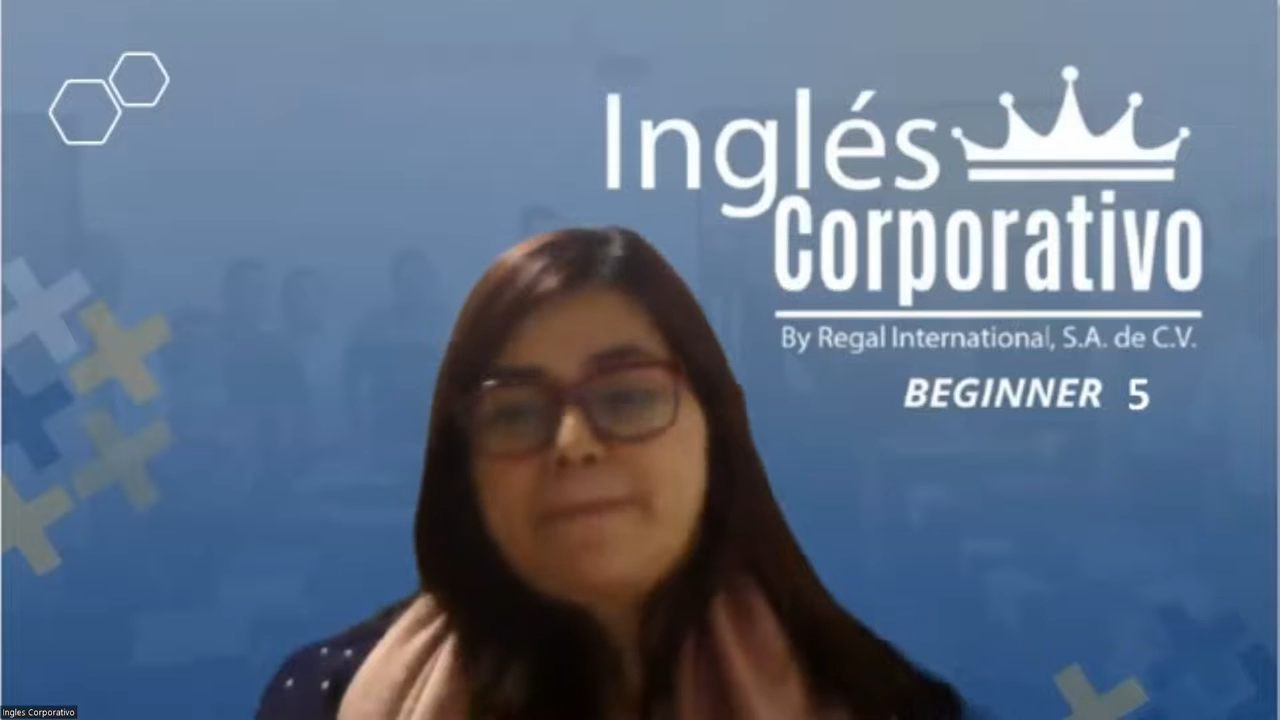 Inglés
Corporativo
By Regal International, S.A. de C.V.
BEGINNER 5
Ingles Corporativo